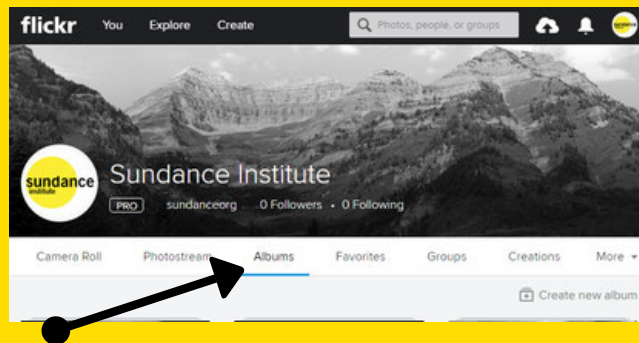 flickr You Explore Create Photos, people, or groups
sundance
institute
Sundance Institute
PRO sundanceorg 0 Followers • 0 Following
Camera Roll Photostream Albums Favorites Groups Creations More
Create new album